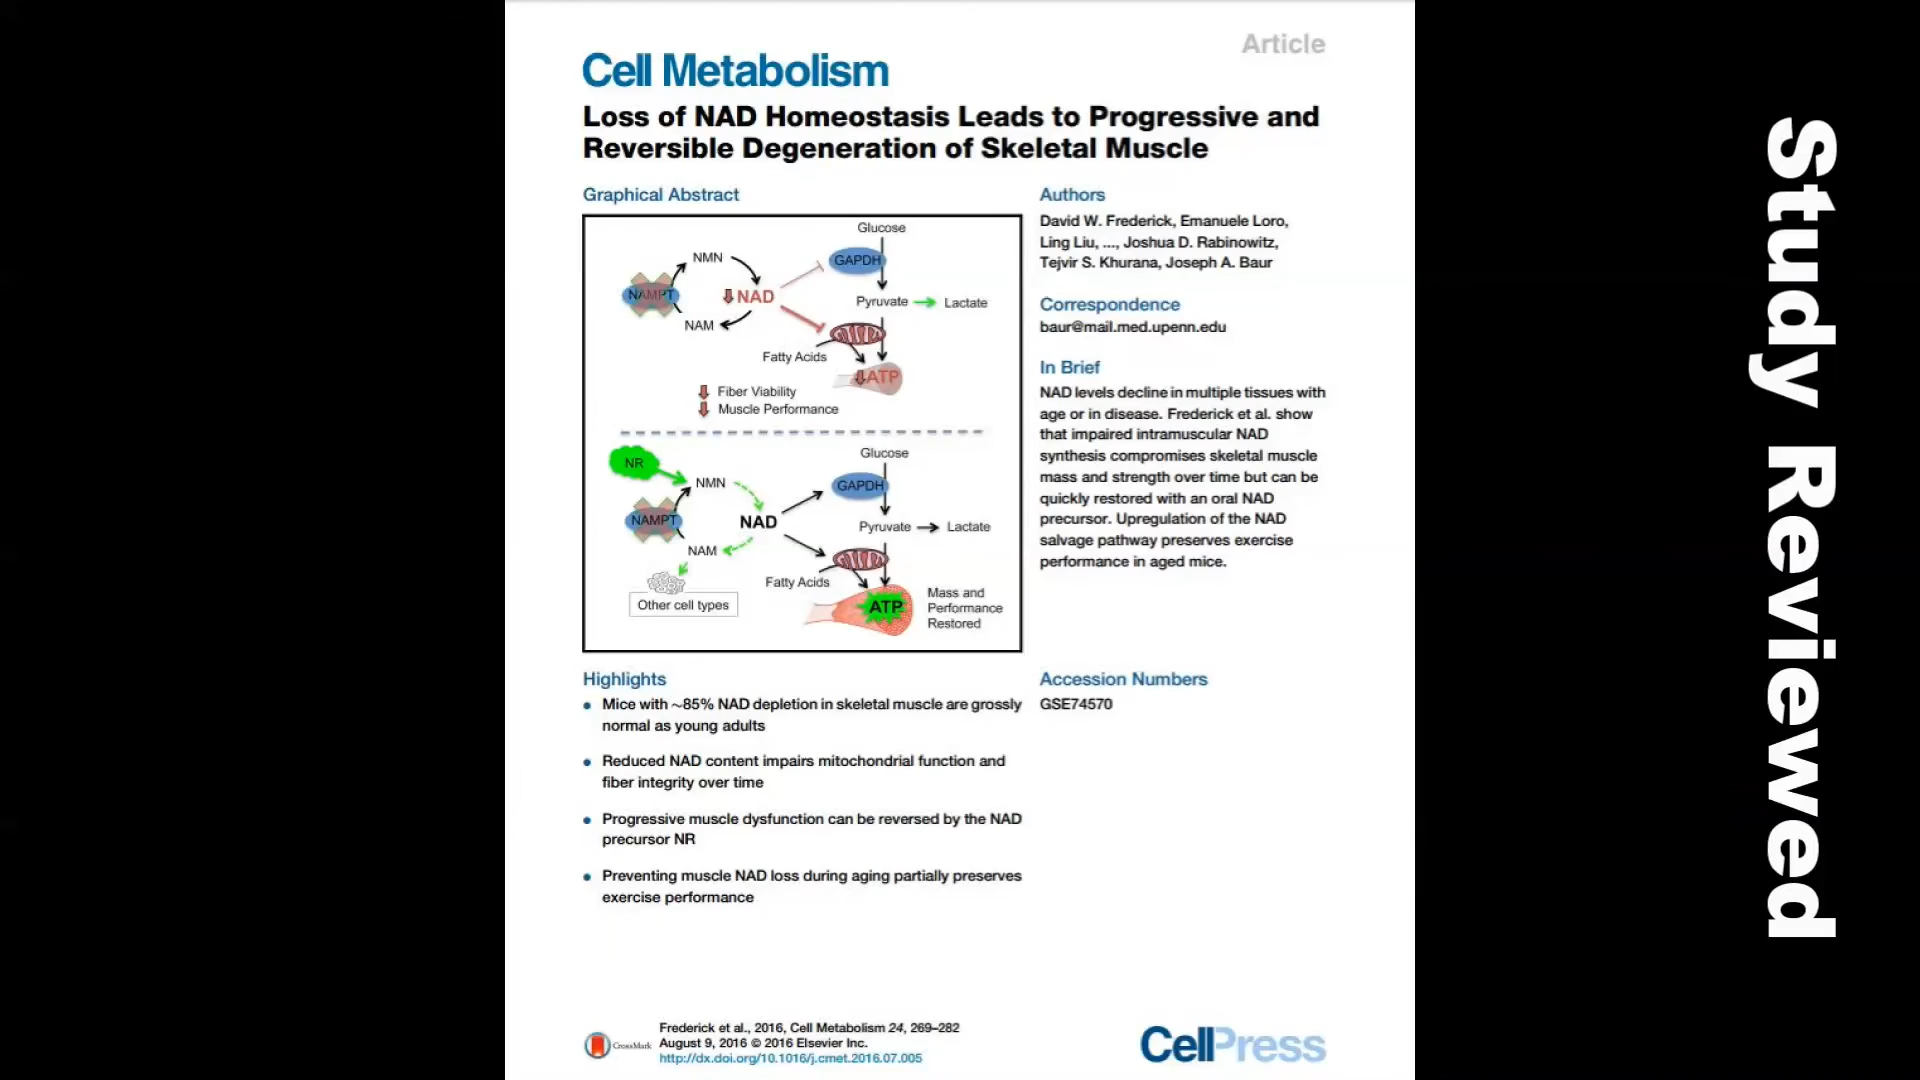 Article
Cell Metabolism
Loss of NAD Homeostasis Leads to Progressive and
Reversible Degeneration of Skeletal Muscle
Graphical Abstract
Glucose
NMN
GAPDH
NAMPT
NAD
Pyruvate
Lactate
NAM
Fatty Acids
ATP
Fiber Viability
Muscle Performance
NR
Glucose
NMN
GAPDH
NAMPT
NAD
Pyruvate
Lactate
NAM
Fatty Acids
Other cell types
ATP
Mass and
Performance
Restored
Authors
David W. Frederick, Emanuele Loro,
Ling Liu, ..., Joshua D. Rabinowitz,
Tejvir S. Khurana, Joseph A. Baur
Correspondence
baur@mail.med.upenn.edu
In Brief
NAD levels decline in multiple tissues with
age or in disease. Frederick et al. show
that impaired intramuscular NAD
synthesis compromises skeletal muscle
mass and strength over time but can be
quickly restored with an oral NAD
precursor. Upregulation of the NAD
salvage pathway preserves exercise
performance in aged mice.
Highlights
• Mice with ~85% NAD depletion in skeletal muscle are grossly
normal as young adults
• Reduced NAD content impairs mitochondrial function and
fiber integrity over time
• Progressive muscle dysfunction can be reversed by the NAD
precursor NR
• Preventing muscle NAD loss during aging partially preserves
exercise performance
Accession Numbers
GSE74570
CrossMark
Frederick et al., 2016, Cell Metabolism 24, 269–282
August 9, 2016 © 2016 Elsevier Inc.
http://dx.doi.org/10.1016/j.cmet.2016.07.005
CellPress
Study Reviewed